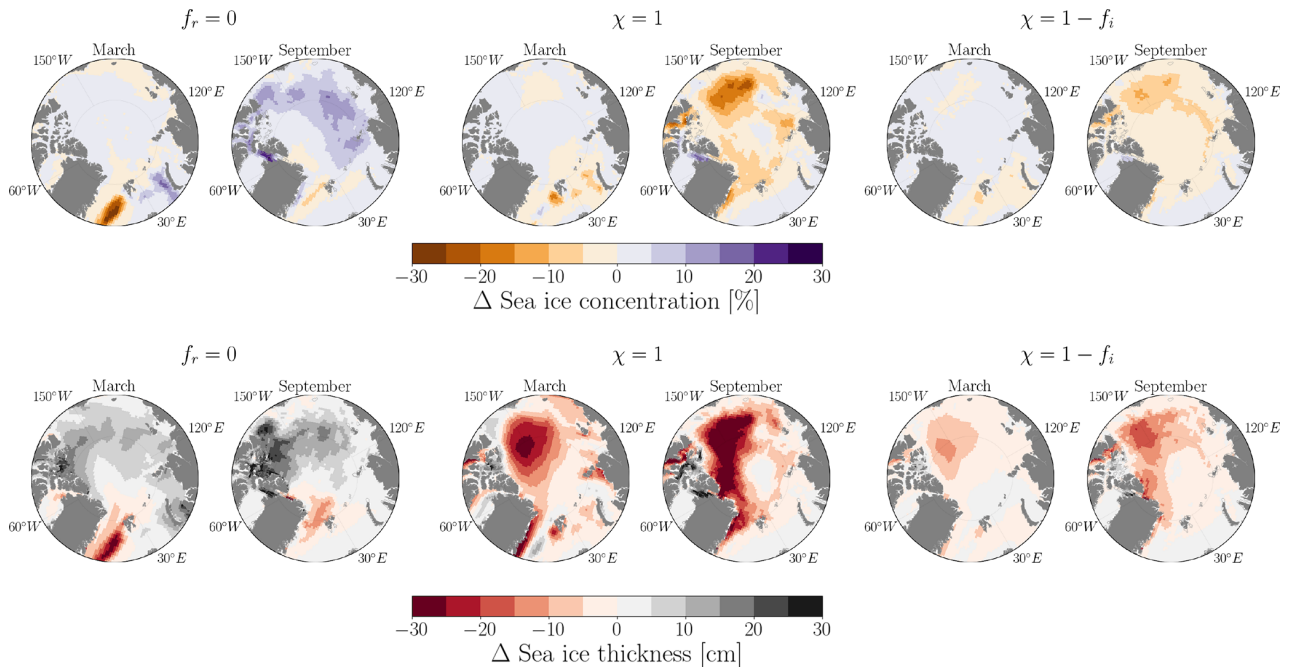 f_r = 0
χ = 1
χ = 1 − f_i
March
September
March
September
March
September
150°W
150°W
150°W
150°W
150°W
150°W
120°E
120°E
120°E
120°E
120°E
120°E
60°W
60°W
60°W
60°W
60°W
60°W
30°E
30°E
30°E
30°E
30°E
30°E
−30 −20 −10 0 10 20 30
Δ Sea ice concentration [%]
f_r = 0
χ = 1
χ = 1 − f_i
March
September
March
September
March
September
150°W
150°W
150°W
150°W
150°W
150°W
120°E
120°E
120°E
120°E
120°E
120°E
60°W
60°W
60°W
60°W
60°W
60°W
30°E
30°E
30°E
30°E
30°E
30°E
−30 −20 −10 0 10 20 30
Δ Sea ice thickness [cm]